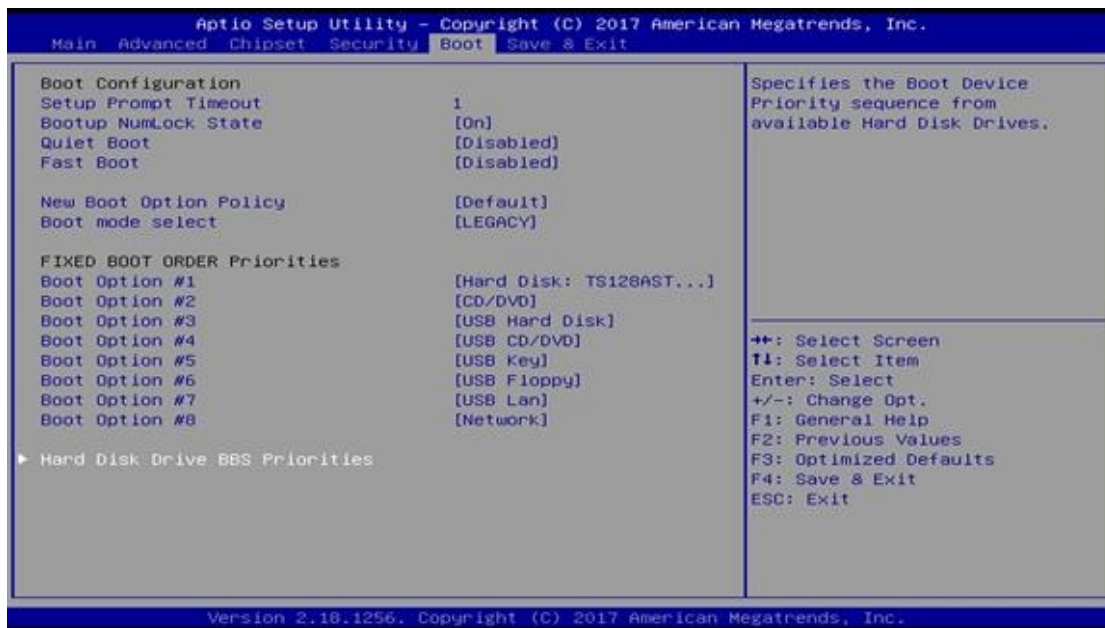 Aptio Setup Utility – Copyright (C) 2017 American Megatrends, Inc.
Main Advanced Chipset Security Boot Save & Exit
Boot Configuration
Setup Prompt Timeout 1
Bootup NumLock State [On]
Quiet Boot [Disabled]
Fast Boot [Disabled]
New Boot Option Policy [Default]
Boot mode select [LEGACY]
FIXED BOOT ORDER Priorities
Boot Option #1 [Hard Disk: TS128AST...]
Boot Option #2 [CD/DVD]
Boot Option #3 [USB Hard Disk]
Boot Option #4 [USB CD/DVD]
Boot Option #5 [USB Key]
Boot Option #6 [USB Floppy]
Boot Option #7 [USB Lan]
Boot Option #8 [Network]
▶ Hard Disk Drive BBS Priorities
Specifies the Boot Device
Priority sequence from
available Hard Disk Drives.
→←: Select Screen
↑↓: Select Item
Enter: Select
+/-: Change Opt.
F1: General Help
F2: Previous Values
F3: Optimized Defaults
F4: Save & Exit
ESC: Exit
Version 2.18.1256. Copyright (C) 2017 American Megatrends, Inc.